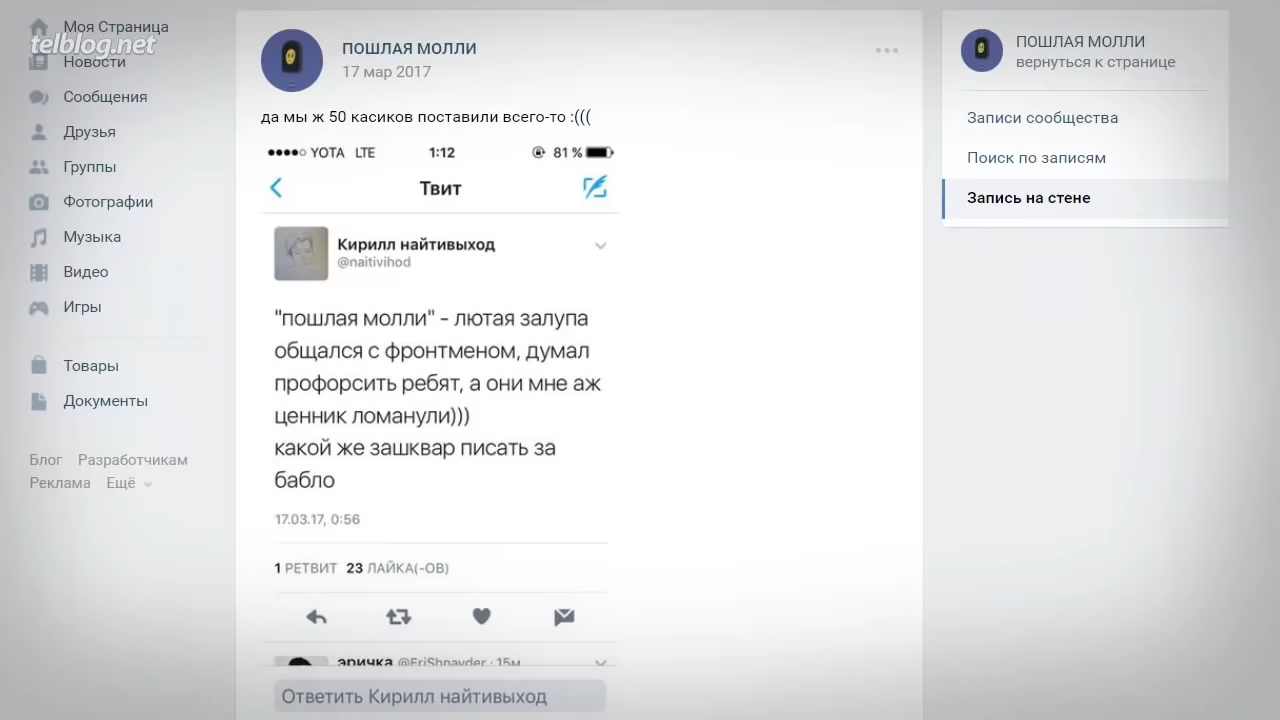 Моя Страница
telblog.net
Новости
Сообщения
Друзья
Группы
Фотографии
Музыка
Видео
Игры
Товары
Документы
Блог Разработчикам
Реклама Ещё
ПОШЛАЯ МОЛЛИ
17 мар 2017
да мы ж 50 касиков поставили всего-то :(((
YOTA LTE 1:12 81 %
Твит
Кирилл найтивыход
@naitivihod
"пошлая молли" - лютая залупа
общался с фронтменом, думал
профорсить ребят, а они мне аж
ценник ломанули)))
какой же зашквар писать за
бабло
17.03.17, 0:56
1 РЕТВИТ 23 ЛАЙКА(-ОВ)
эричка @EriShnayder · 15м
Ответить Кирилл найтивыход
ПОШЛАЯ МОЛЛИ
вернуться к странице
Записи сообщества
Поиск по записям
Запись на стене